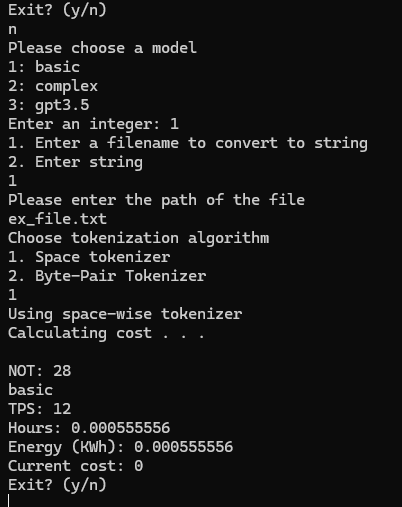 Exit? (y/n)
n
Please choose a model
1: basic
2: complex
3: gpt3.5
Enter an integer: 1
1. Enter a filename to convert to string
2. Enter string
1
Please enter the path of the file
ex_file.txt
Choose tokenization algorithm
1. Space tokenizer
2. Byte-Pair Tokenizer
1
Using space-wise tokenizer
Calculating cost . . .

NOT: 28
basic
TPS: 12
Hours: 0.000555556
Energy (KWh): 0.000555556
Current cost: 0
Exit? (y/n)